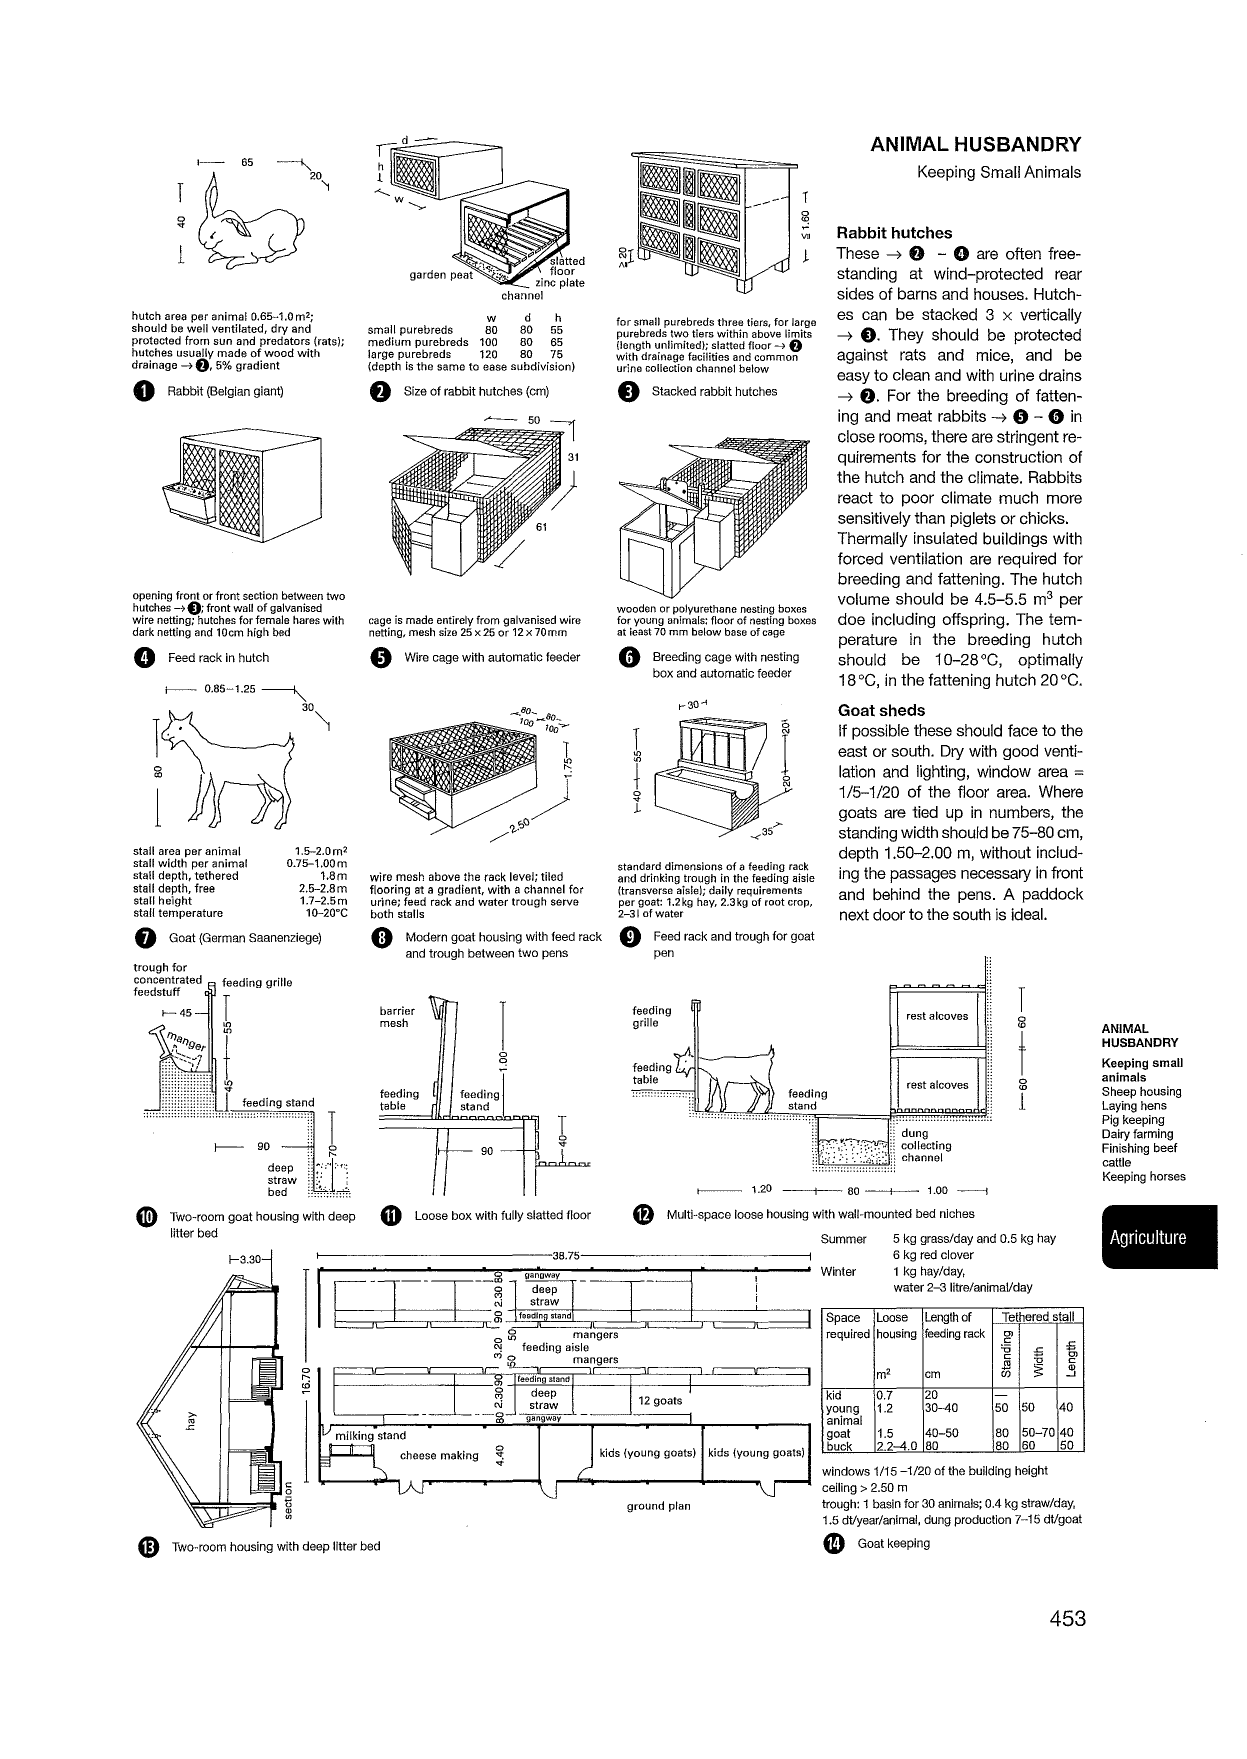 ANIMAL HUSBANDRY
Keeping Small Animals
65
20
40
hutch area per animal 0.65–1.0 m²;
should be well ventilated, dry and
protected from sun and predators (rats);
hutches usually made of wood with
drainage → 2, 5% gradient
1 Rabbit (Belgian giant)
d
h
w
garden peat
slatted
floor
zinc plate
channel
w d h
small purebreds 80 80 55
medium purebreds 100 80 65
large purebreds 120 80 75
(depth is the same to ease subdivision)
2 Size of rabbit hutches (cm)
≥ 20
≤ 1.60
for small purebreds three tiers, for large
purebreds two tiers within above limits
(length unlimited); slatted floor → 2
with drainage facilities and common
urine collection channel below
3 Stacked rabbit hutches
opening front or front section between two
hutches → 3; front wall of galvanised
wire netting; hutches for female hares with
dark netting and 10cm high bed
4 Feed rack in hutch
50
31
61
cage is made entirely from galvanised wire
netting, mesh size 25 x 25 or 12 x 70 mm
5 Wire cage with automatic feeder
wooden or polyurethane nesting boxes
for young animals; floor of nesting boxes
at least 70 mm below base of cage
6 Breeding cage with nesting
box and automatic feeder
0.85–1.25
30
80
stall area per animal 1.5–2.0 m²
stall width per animal 0.75–1.00 m
stall depth, tethered 1.8 m
stall depth, free 2.5–2.8 m
stall height 1.7–2.5 m
stall temperature 10–20°C
7 Goat (German Saanenziege)
80– 80–
100 100
1.75
2.50
wire mesh above the rack level; tiled
flooring at a gradient, with a channel for
urine; feed rack and water trough serve
both stalls
8 Modern goat housing with feed rack
and trough between two pens
30
55
40
20
20
35
standard dimensions of a feeding rack
and drinking trough in the feeding aisle
(transverse aisle); daily requirements
per goat: 1.2 kg hay, 2.3 kg of root crop,
2–3 l of water
9 Feed rack and trough for goat
pen
Rabbit hutches
These → 2 – 4 are often free-
standing at wind–protected rear
sides of barns and houses. Hutch-
es can be stacked 3 × vertically
→ 3. They should be protected
against rats and mice, and be
easy to clean and with urine drains
→ 2. For the breeding of fatten-
ing and meat rabbits → 5 – 6 in
close rooms, there are stringent re-
quirements for the construction of
the hutch and the climate. Rabbits
react to poor climate much more
sensitively than piglets or chicks.
Thermally insulated buildings with
forced ventilation are required for
breeding and fattening. The hutch
volume should be 4.5–5.5 m³ per
doe including offspring. The tem-
perature in the breeding hutch
should be 10–28 °C, optimally
18 °C, in the fattening hutch 20 °C.
Goat sheds
If possible these should face to the
east or south. Dry with good venti-
lation and lighting, window area =
1/5–1/20 of the floor area. Where
goats are tied up in numbers, the
standing width should be 75–80 cm,
depth 1.50–2.00 m, without includ-
ing the passages necessary in front
and behind the pens. A paddock
next door to the south is ideal.
trough for
concentrated
feedstuff
feeding grille
45
55
manger
45
feeding stand
90
70
deep
straw
bed
10 Two-room goat housing with deep
litter bed
barrier
mesh
1.00
feeding
table
feeding
stand
90
40
11 Loose box with fully slatted floor
feeding
grille
feeding
table
feeding
stand
rest alcoves
rest alcoves
60
60
dung
collecting
channel
1.20
80
1.00
12 Multi-space loose housing with wall-mounted bed niches
3.30
hay
section
38.75
16.70
80
2.30
90
50
3.20
50
90
2.30
80
4.40
gangway
deep
straw
feeding stand
mangers
feeding aisle
mangers
feeding stand
deep
straw
gangway
12 goats
milking stand
cheese making
kids (young goats)
kids (young goats)
ground plan
13 Two-room housing with deep litter bed
Summer 5 kg grass/day and 0.5 kg hay
6 kg red clover
Winter 1 kg hay/day,
water 2–3 litre/animal/day
Space Loose Length of Tethered stall
required housing feeding rack Standing Width Length
m² cm
kid 0.7 20 —
young 1.2 30–40 50 50 40
animal
goat 1.5 40–50 80 50–70 40
buck 2.2–4.0 80 80 60 50
windows 1/15 –1/20 of the building height
ceiling > 2.50 m
trough: 1 basin for 30 animals; 0.4 kg straw/day,
1.5 dt/year/animal, dung production 7–15 dt/goat
14 Goat keeping
ANIMAL
HUSBANDRY
Keeping small
animals
Sheep housing
Laying hens
Pig keeping
Dairy farming
Finishing beef
cattle
Keeping horses
Agriculture
453